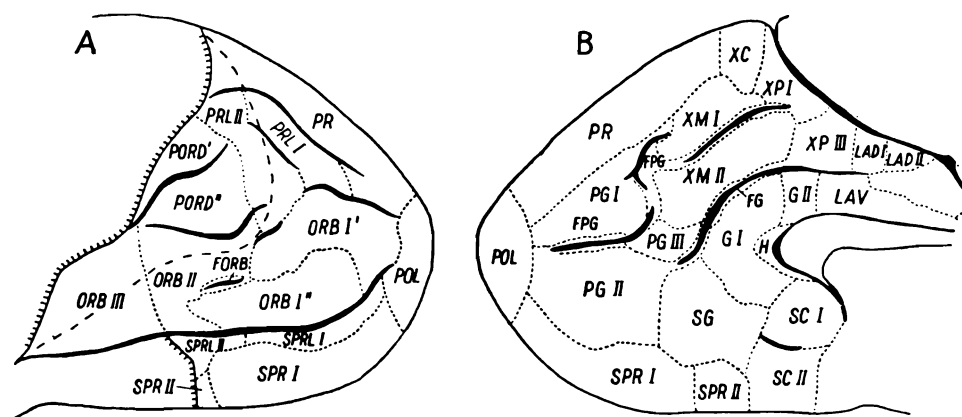 A
PR
PRL II
PRL I
PORD'
PORD"
ORB I'
FORB
ORB II
POL
ORB III
ORB I"
SPRL II
SPRL I
SPR I
SPR II
B
XC
XP I
PR
XM I
XP III
LAD I
LAD II
FPG
XM II
PG I
FG
G II
LAV
FPG
PG III
G I
H
POL
PG II
SG
SC I
SPR I
SPR II
SC II